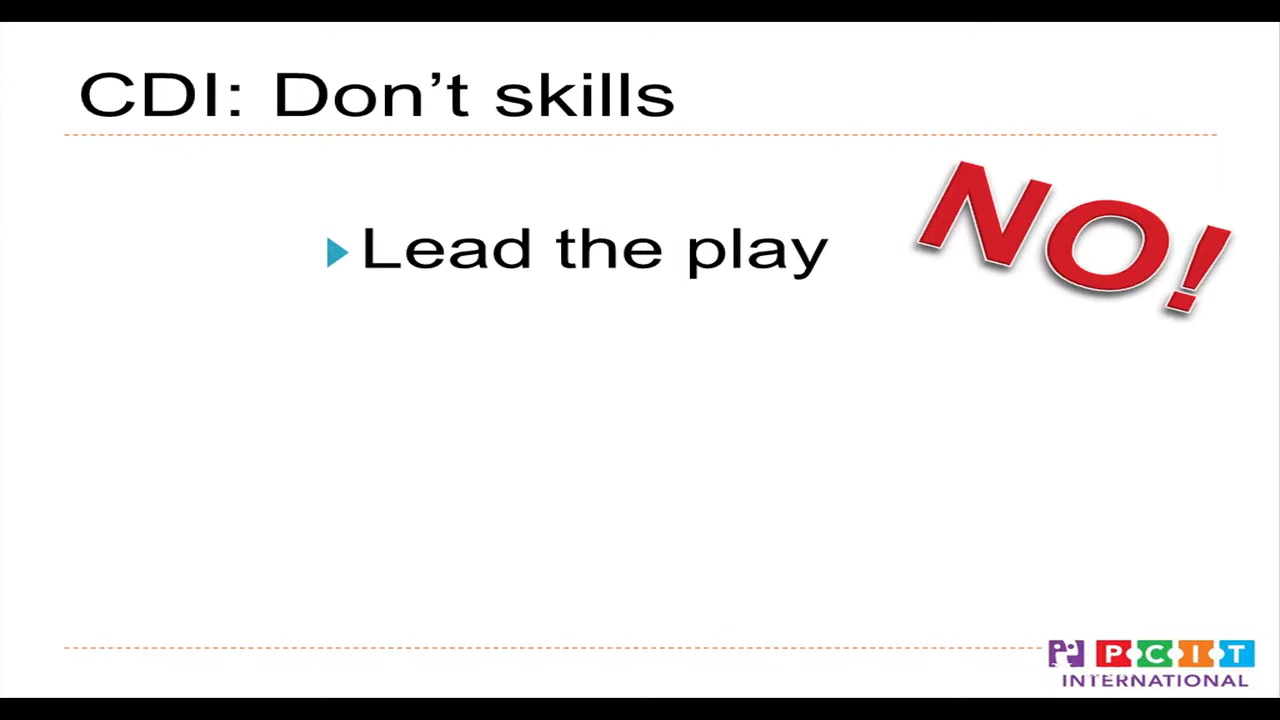 CDI: Don't skills
NO!
Lead the play
PCIT
INTERNATIONAL